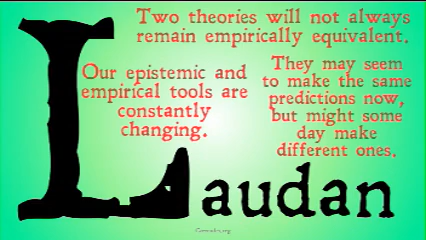 Two theories will not always
remain empirically equivalent.
Our epistemic and
empirical tools are
constantly
changing.
They may seem
to make the same
predictions now,
but might some
day make
different ones.
Laudan